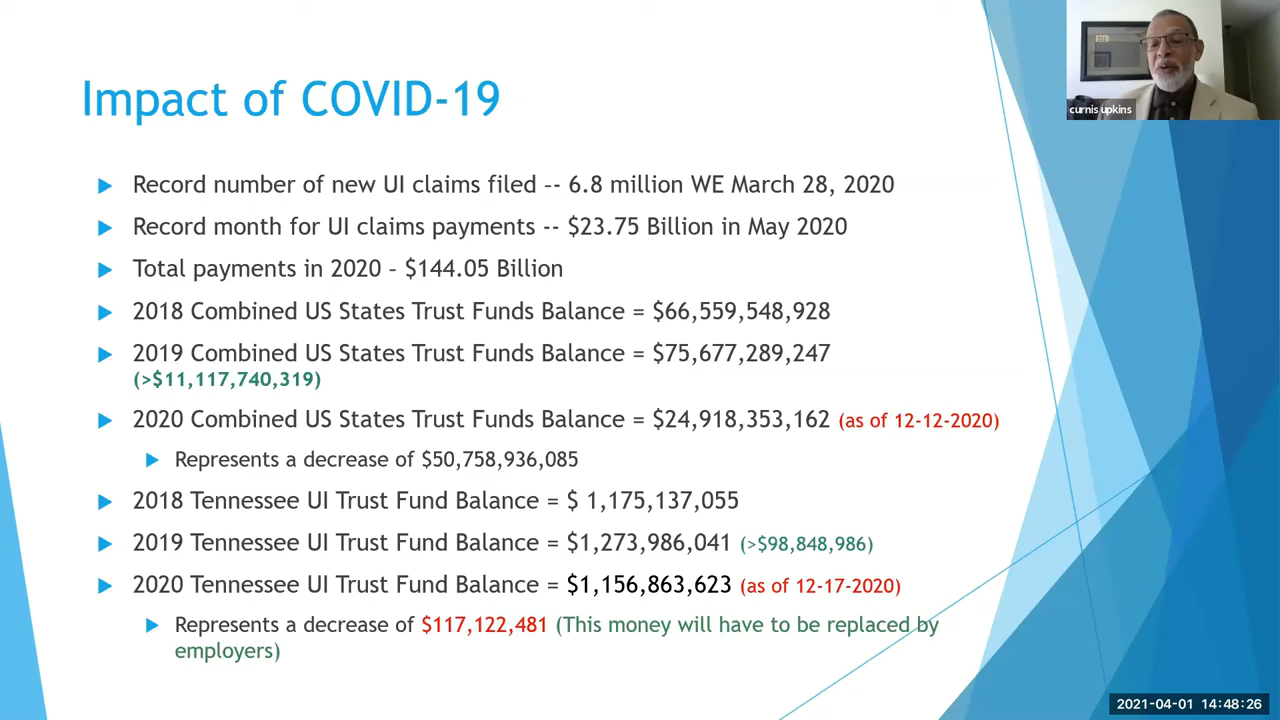 Impact of COVID-19
curnis upkins
Record number of new UI claims filed -- 6.8 million WE March 28, 2020
Record month for UI claims payments -- $23.75 Billion in May 2020
Total payments in 2020 – $144.05 Billion
2018 Combined US States Trust Funds Balance = $66,559,548,928
2019 Combined US States Trust Funds Balance = $75,677,289,247
(>$11,117,740,319)
2020 Combined US States Trust Funds Balance = $24,918,353,162 (as of 12-12-2020)
Represents a decrease of $50,758,936,085
2018 Tennessee UI Trust Fund Balance = $ 1,175,137,055
2019 Tennessee UI Trust Fund Balance = $1,273,986,041 (>$98,848,986)
2020 Tennessee UI Trust Fund Balance = $1,156,863,623 (as of 12-17-2020)
Represents a decrease of $117,122,481 (This money will have to be replaced by
employers)
2021-04-01 14:48:26